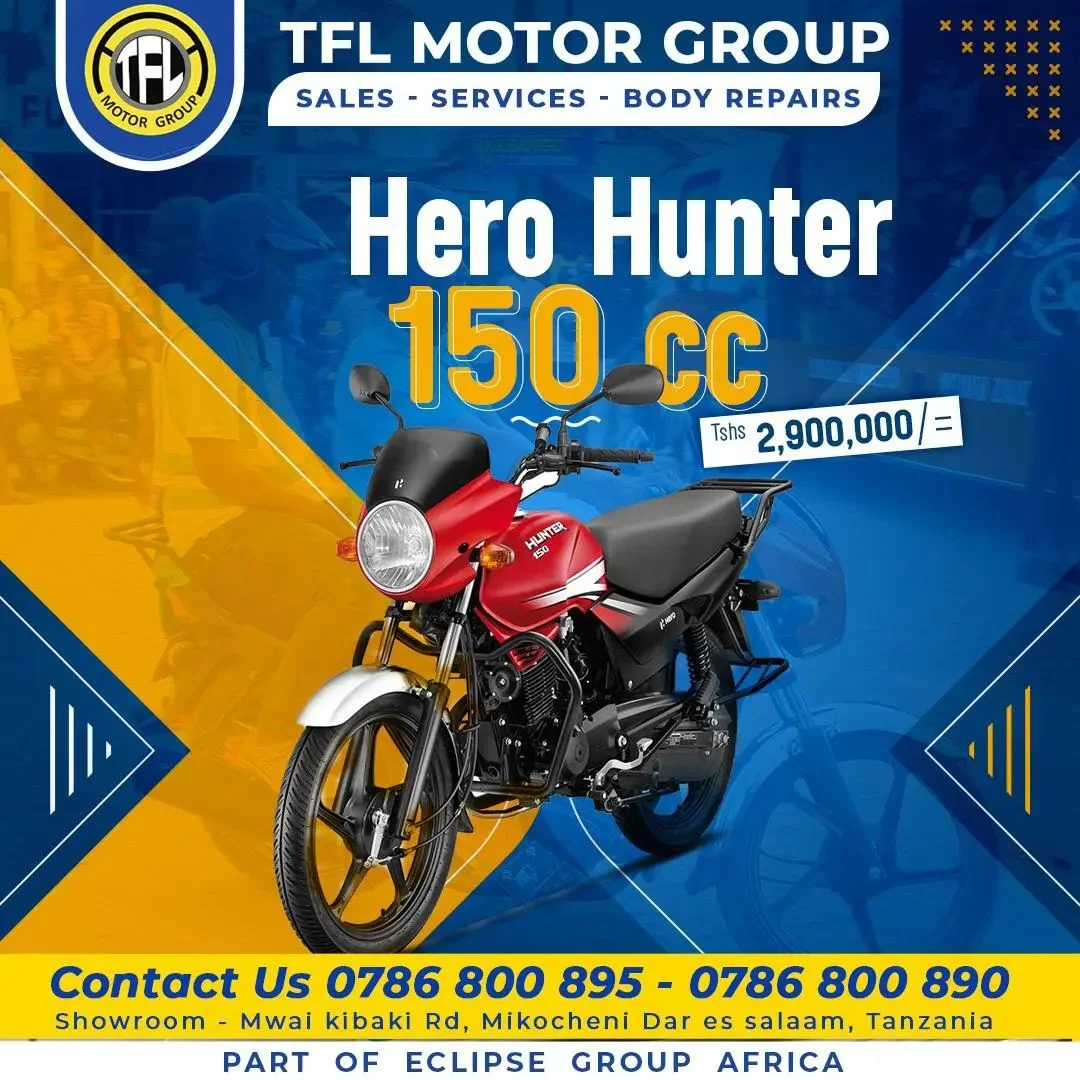 TFL
MOTOR GROUP
TFL MOTOR GROUP
SALES - SERVICES - BODY REPAIRS
Hero Hunter
150 cc
Tshs 2,900,000/=
HUNTER
150
Hero
Contact Us 0786 800 895 - 0786 800 890
Showroom - Mwai kibaki Rd, Mikocheni Dar es salaam, Tanzania
PART OF ECLIPSE GROUP AFRICA